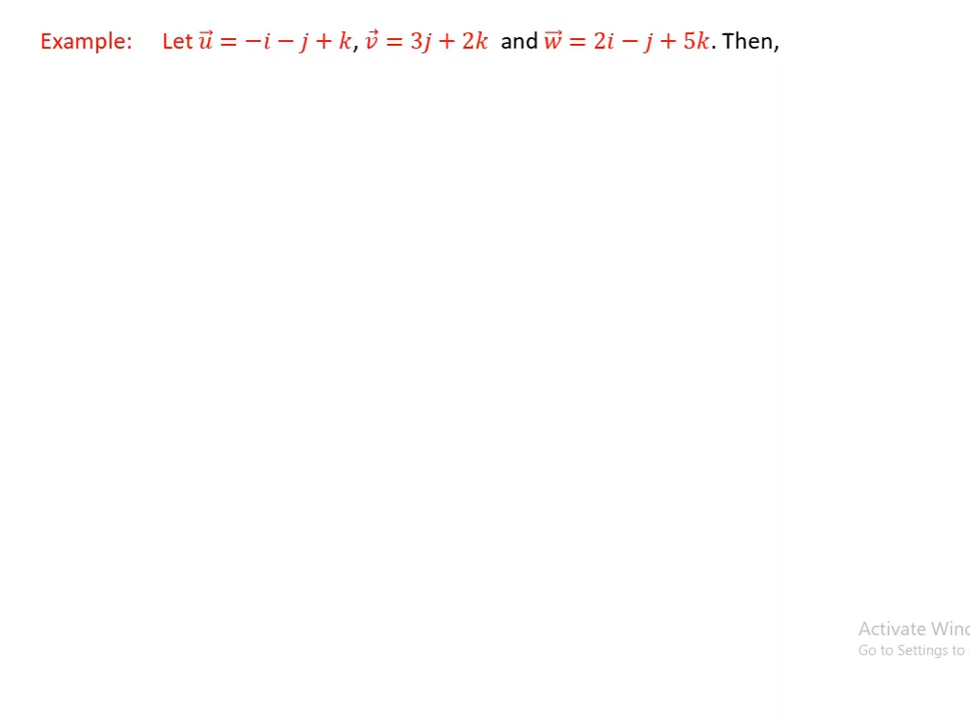 Example: Let u⃗ = −i − j + k, v⃗ = 3j + 2k and w⃗ = 2i − j + 5k. Then,
Activate Wind
Go to Settings to